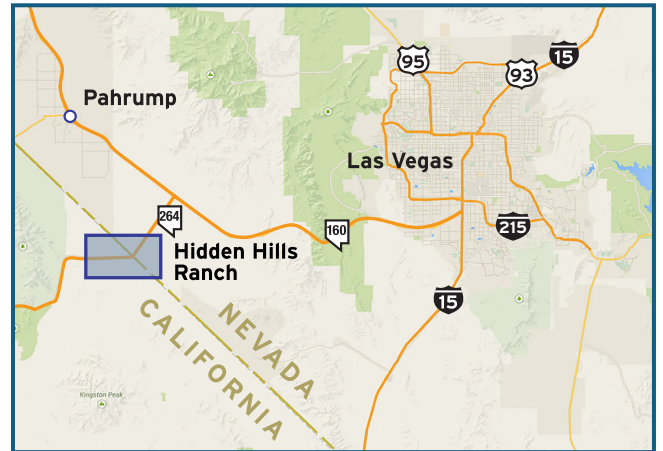 95
15
93
Pahrump
Las Vegas
264
160
215
Hidden Hills
Ranch
15
NEVADA
CALIFORNIA
Kingston Peak